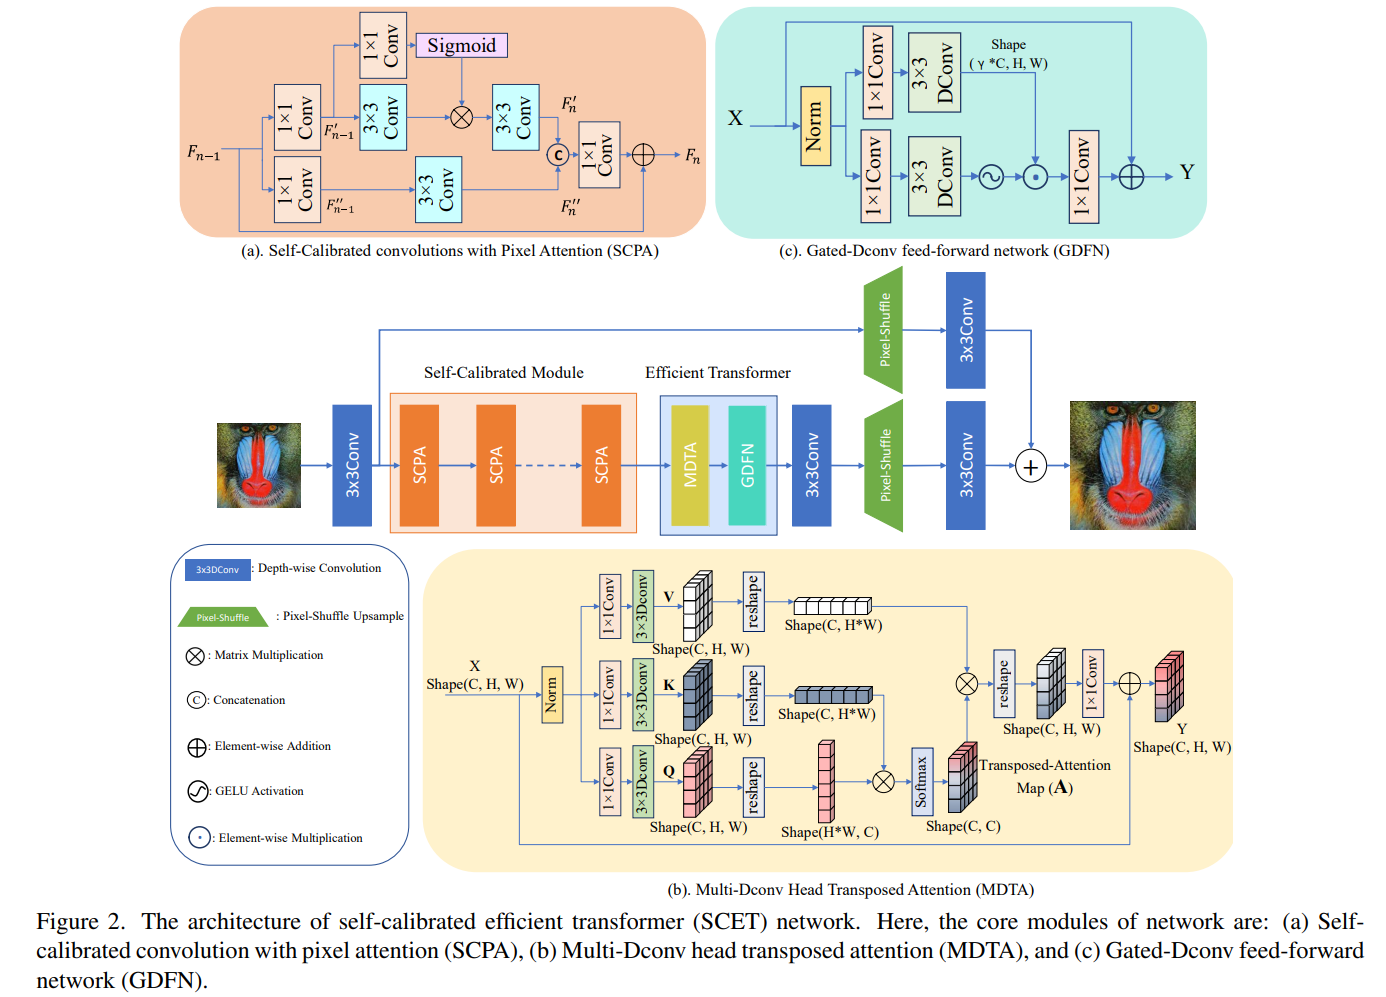 1×1 Conv
Sigmoid
1×1 Conv
F′n−1
3×3 Conv
3×3 Conv
F′n
Fn−1
C
1×1 Conv
Fn
1×1 Conv
F′′n−1
3×3 Conv
F′′n
(a). Self-Calibrated convolutions with Pixel Attention (SCPA)
X
Norm
1×1Conv
3×3 DConv
Shape
(γ*C, H, W)
1×1Conv
3×3 DConv
1×1Conv
Y
(c). Gated-Dconv feed-forward network (GDFN)
Pixel-Shuffle
3x3Conv
Self-Calibrated Module
Efficient Transformer
3x3Conv
SCPA
SCPA
SCPA
MDTA
GDFN
3x3Conv
Pixel-Shuffle
3x3Conv
+
3x3DConv
: Depth-wise Convolution
Pixel-Shuffle
: Pixel-Shuffle Upsample
: Matrix Multiplication
C
: Concatenation
: Element-wise Addition
: GELU Activation
: Element-wise Multiplication
X
Shape(C, H, W)
Norm
1×1Conv
3×3Dconv
V
Shape(C, H, W)
reshape
Shape(C, H*W)
1×1Conv
3×3Dconv
K
Shape(C, H, W)
reshape
Shape(C, H*W)
1×1Conv
3×3Dconv
Q
Shape(C, H, W)
reshape
Shape(H*W, C)
Softmax
Shape(C, C)
Transposed-Attention
Map (A)
reshape
Shape(C, H, W)
1×1Conv
Y
Shape(C, H, W)
(b). Multi-Dconv Head Transposed Attention (MDTA)
Figure 2. The architecture of self-calibrated efficient transformer (SCET) network. Here, the core modules of network are: (a) Self-
calibrated convolution with pixel attention (SCPA), (b) Multi-Dconv head transposed attention (MDTA), and (c) Gated-Dconv feed-forward
network (GDFN).